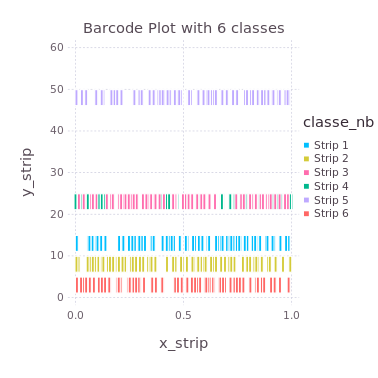 Barcode Plot with 6 classes
60
50
40
30
20
10
0
0.0
0.5
1.0
x_strip
y_strip
classe_nb
Strip 1
Strip 2
Strip 3
Strip 4
Strip 5
Strip 6